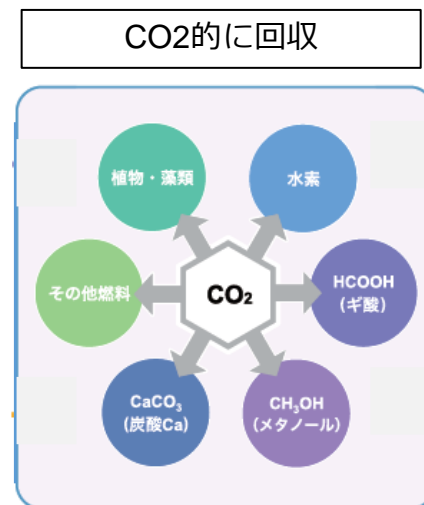 CO2的に回収
植物・藻類
水素
その他燃料
CO₂
HCOOH
(ギ酸)
CaCO₃
(炭酸Ca)
CH₃OH
(メタノール)